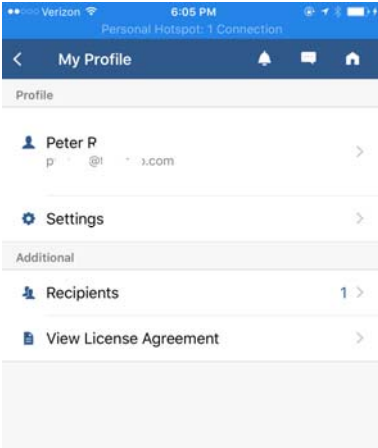 Verizon 6:05 PM
Personal Hotspot: 1 Connection
My Profile
Profile
Peter R
Settings
Additional
Recipients 1
View License Agreement